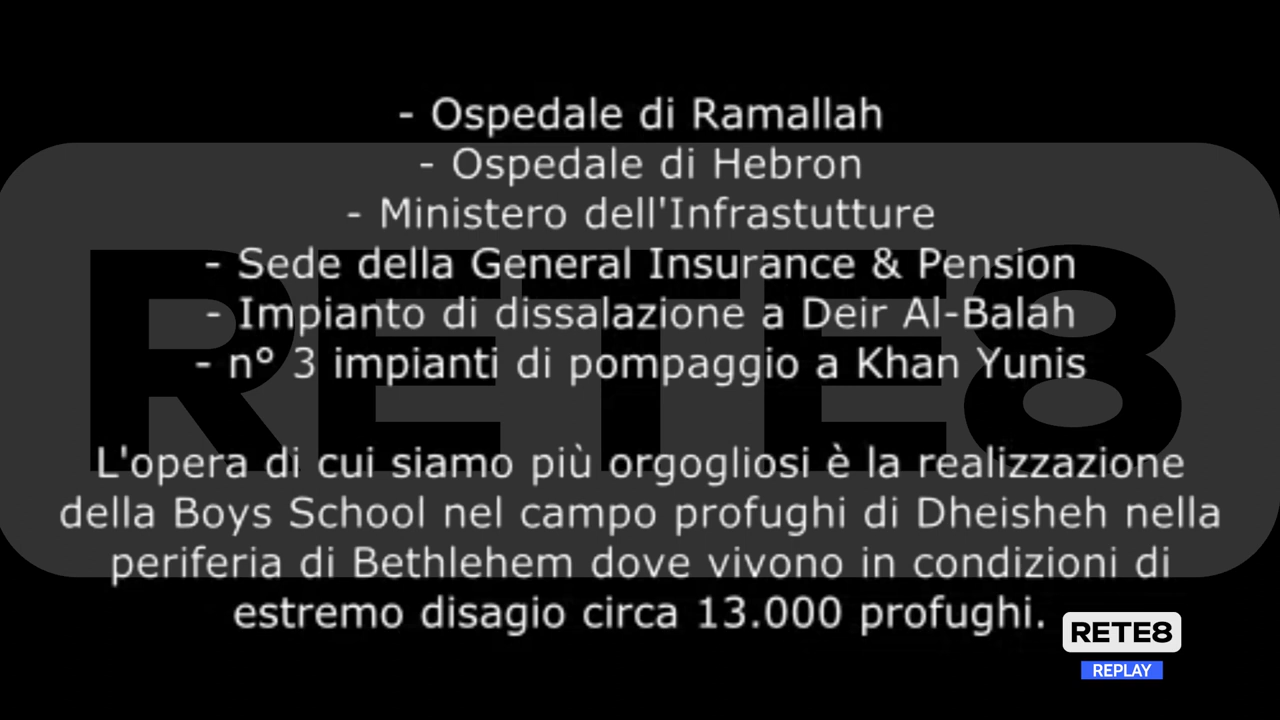 - Ospedale di Ramallah
- Ospedale di Hebron
- Ministero dell'Infrastutture
- Sede della General Insurance & Pension
- Impianto di dissalazione a Deir Al-Balah
- n° 3 impianti di pompaggio a Khan Yunis
L'opera di cui siamo più orgogliosi è la realizzazione
della Boys School nel campo profughi di Dheisheh nella
periferia di Bethlehem dove vivono in condizioni di
estremo disagio circa 13.000 profughi.
RETE8
RETE8
REPLAY